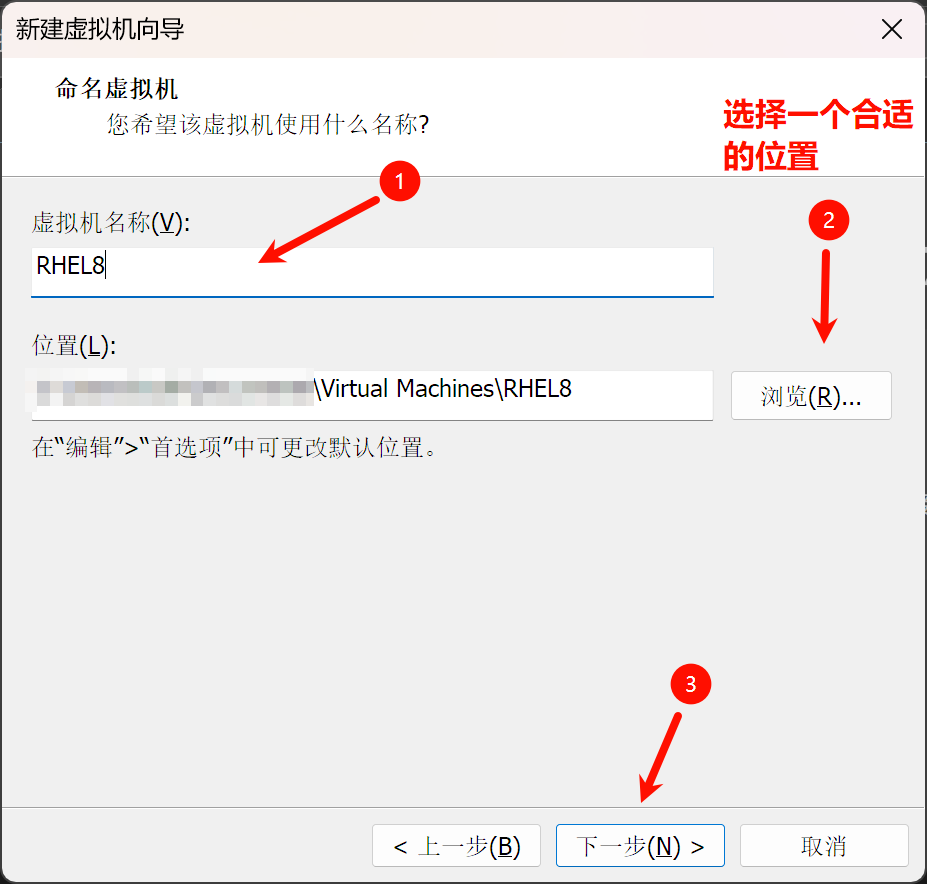 新建虚拟机向导
命名虚拟机
您希望该虚拟机使用什么名称?
选择一个合适
的位置
1
2
虚拟机名称(V):
RHEL8
位置(L):
\Virtual Machines\RHEL8
浏览(R)...
在“编辑”>“首选项”中可更改默认位置。
3
< 上一步(B)
下一步(N) >
取消